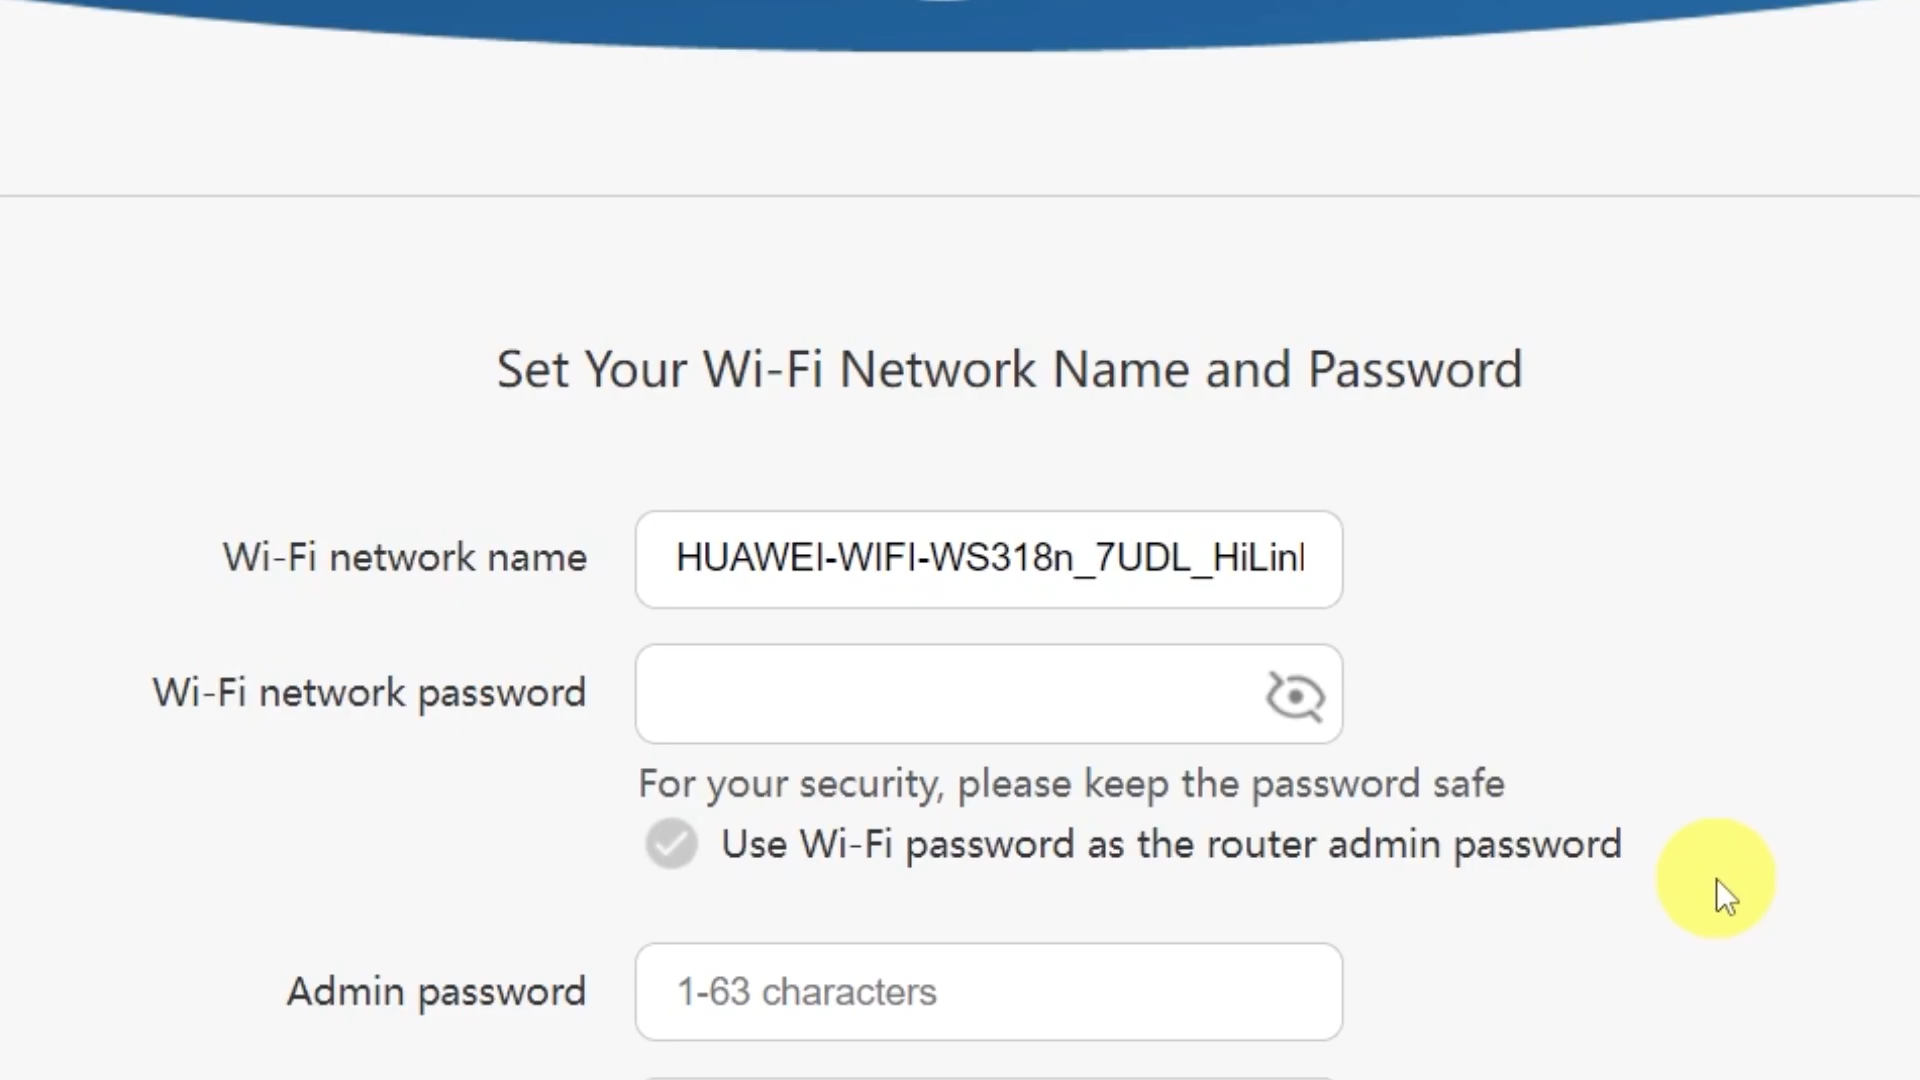 Set Your Wi-Fi Network Name and Password
Wi-Fi network name
HUAWEI-WIFI-WS318n_7UDL_HiLin
Wi-Fi network password
For your security, please keep the password safe
Use Wi-Fi password as the router admin password
Admin password
1-63 characters